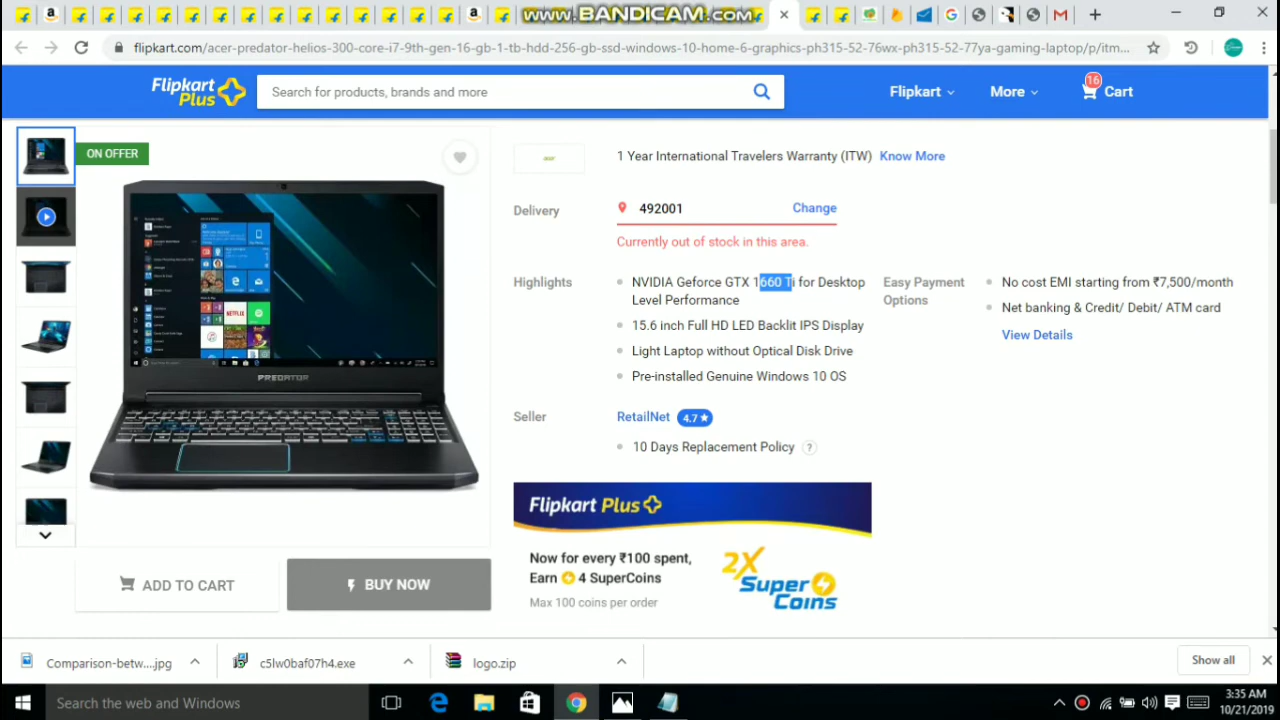 www.BANDICAM.com
flipkart.com/acer-predator-helios-300-core-i7-9th-gen-16-gb-1-tb-hdd-256-gb-ssd-windows-10-home-6-graphics-ph315-52-76wx-ph315-52-77ya-gaming-laptop/p/itm...
Flipkart
Plus
Search for products, brands and more
Flipkart
More
16
Cart
ON OFFER
1 Year International Travelers Warranty (ITW) Know More
Delivery
492001
Change
Currently out of stock in this area.
Highlights
NVIDIA Geforce GTX 1660 Ti for Desktop
Level Performance
15.6 inch Full HD LED Backlit IPS Display
Light Laptop without Optical Disk Drive
Pre-installed Genuine Windows 10 OS
Easy Payment
Options
No cost EMI starting from ₹7,500/month
Net banking & Credit/ Debit/ ATM card
View Details
PREDATOR
Seller
RetailNet 4.7★
10 Days Replacement Policy ?
Flipkart Plus
Now for every ₹100 spent,
Earn 4 SuperCoins
Max 100 coins per order
2X
Super
Coins
ADD TO CART
BUY NOW
Comparison-betw....jpg
c5lw0baf07h4.exe
logo.zip
Show all
Search the web and Windows
3:35 AM
10/21/2019